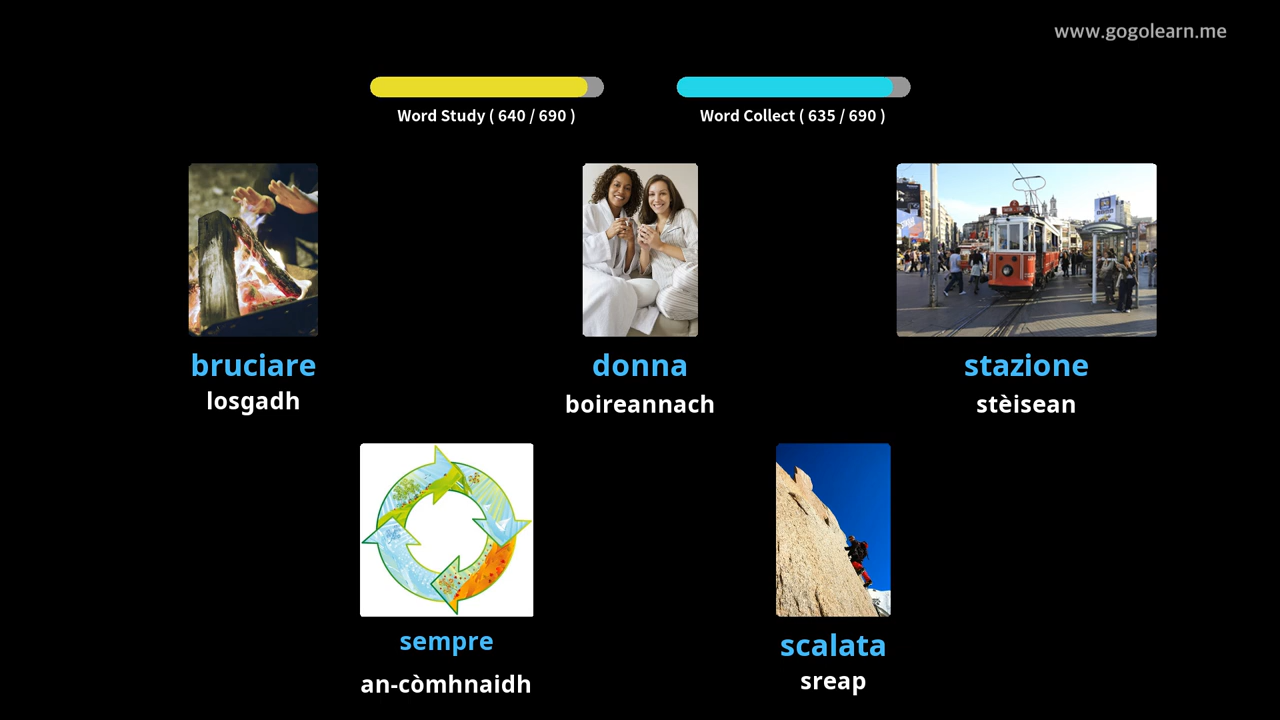 www.gogolearn.me
Word Study ( 640 / 690 )
Word Collect ( 635 / 690 )
bruciare
losgadh
donna
boireannach
stazione
stèisean
sempre
an-còmhnaidh
scalata
sreap